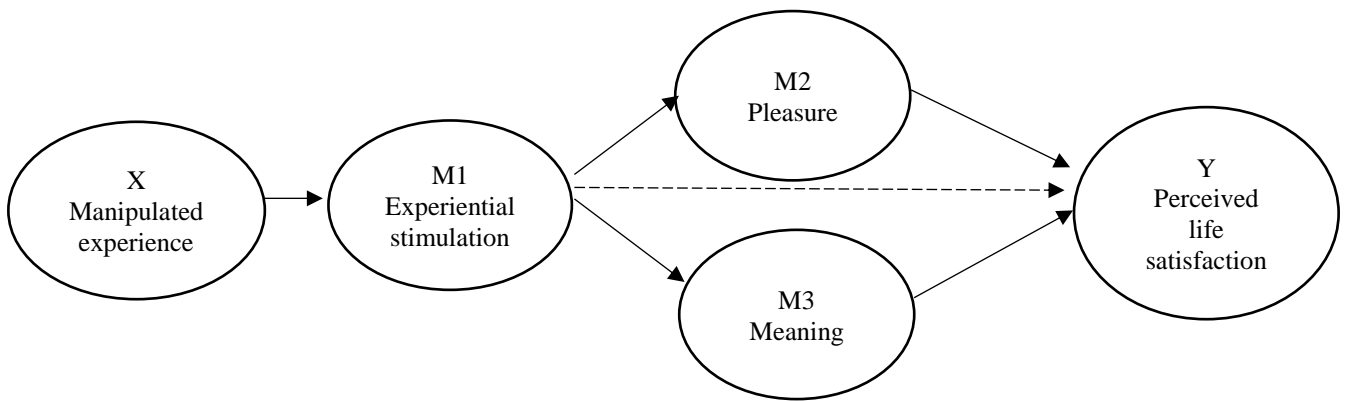 X
Manipulated
experience
M1
Experiential
stimulation
M2
Pleasure
M3
Meaning
Y
Perceived
life
satisfaction